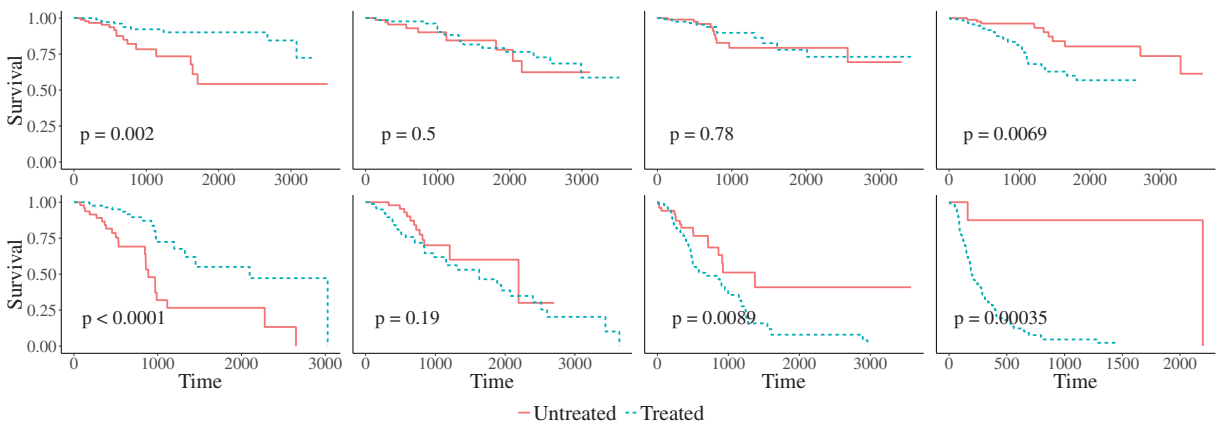 1.00
0.75
0.50
0.25
0.00
Survival
p = 0.002
0 1000 2000 3000
p = 0.5
0 1000 2000 3000
p = 0.78
0 1000 2000 3000
p = 0.0069
0 1000 2000 3000
1.00
0.75
0.50
0.25
0.00
Survival
p < 0.0001
0 1000 2000 3000
Time
p = 0.19
0 1000 2000 3000
Time
p = 0.0089
0 1000 2000 3000
Time
p = 0.00035
0 500 1000 1500 2000
Time
Untreated Treated